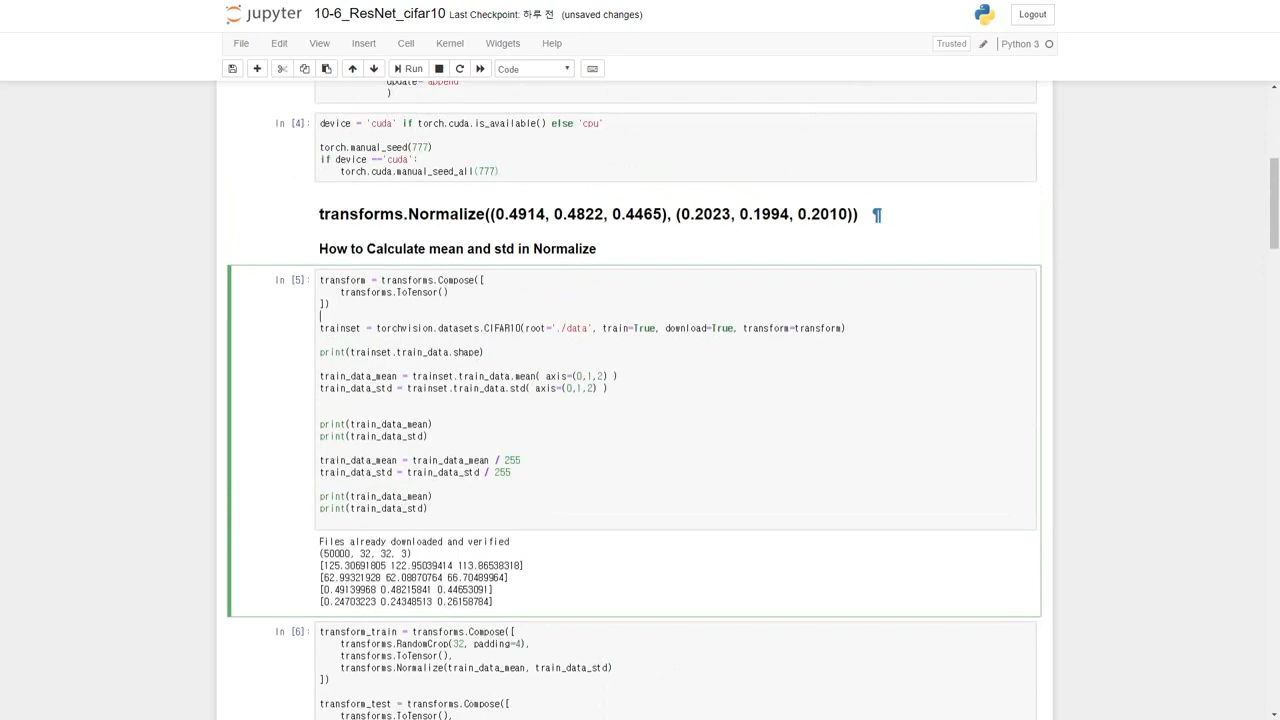 jupyter 10-6_ResNet_cifar10 Last Checkpoint: 하루 전 (unsaved changes)
Logout
File Edit View Insert Cell Kernel Widgets Help
Trusted Python 3
Run Code
update='append'
)
In [4]: device = 'cuda' if torch.cuda.is_available() else 'cpu'
torch.manual_seed(777)
if device =='cuda':
torch.cuda.manual_seed_all(777)
transforms.Normalize((0.4914, 0.4822, 0.4465), (0.2023, 0.1994, 0.2010)) ¶
How to Calculate mean and std in Normalize
In [5]: transform = transforms.Compose([
transforms.ToTensor()
])
trainset = torchvision.datasets.CIFAR10(root='./data', train=True, download=True, transform=transform)
print(trainset.train_data.shape)
train_data_mean = trainset.train_data.mean( axis=(0,1,2) )
train_data_std = trainset.train_data.std( axis=(0,1,2) )
print(train_data_mean)
print(train_data_std)
train_data_mean = train_data_mean / 255
train_data_std = train_data_std / 255
print(train_data_mean)
print(train_data_std)
Files already downloaded and verified
(50000, 32, 32, 3)
[125.30691805 122.95039414 113.86538318]
[62.99321928 62.08870764 66.70489964]
[0.49139968 0.48215841 0.44653091]
[0.24703223 0.24348513 0.26158784]
In [6]: transform_train = transforms.Compose([
transforms.RandomCrop(32, padding=4),
transforms.ToTensor(),
transforms.Normalize(train_data_mean, train_data_std)
])
transform_test = transforms.Compose([
transforms.ToTensor(),